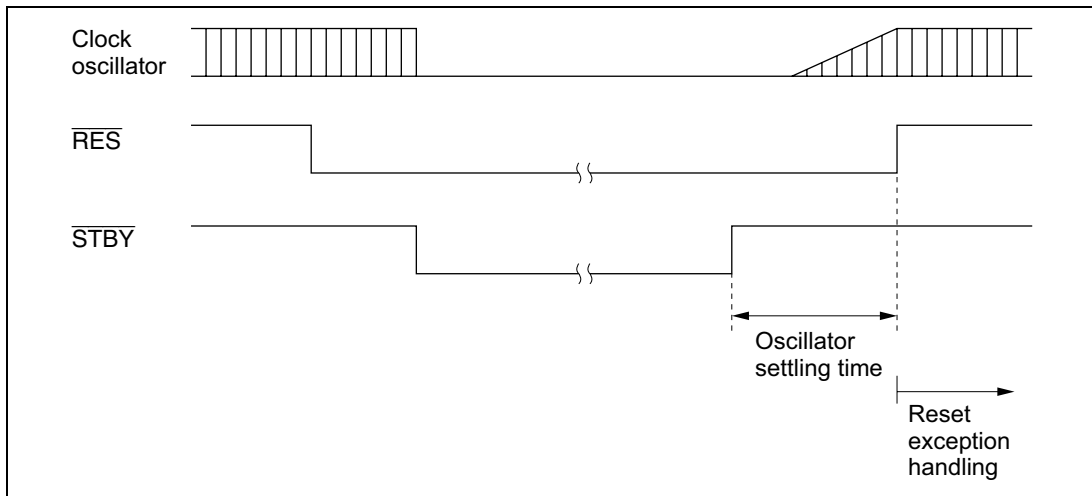 Clock
oscillator
RES
STBY
Oscillator
settling time
Reset
exception
handling